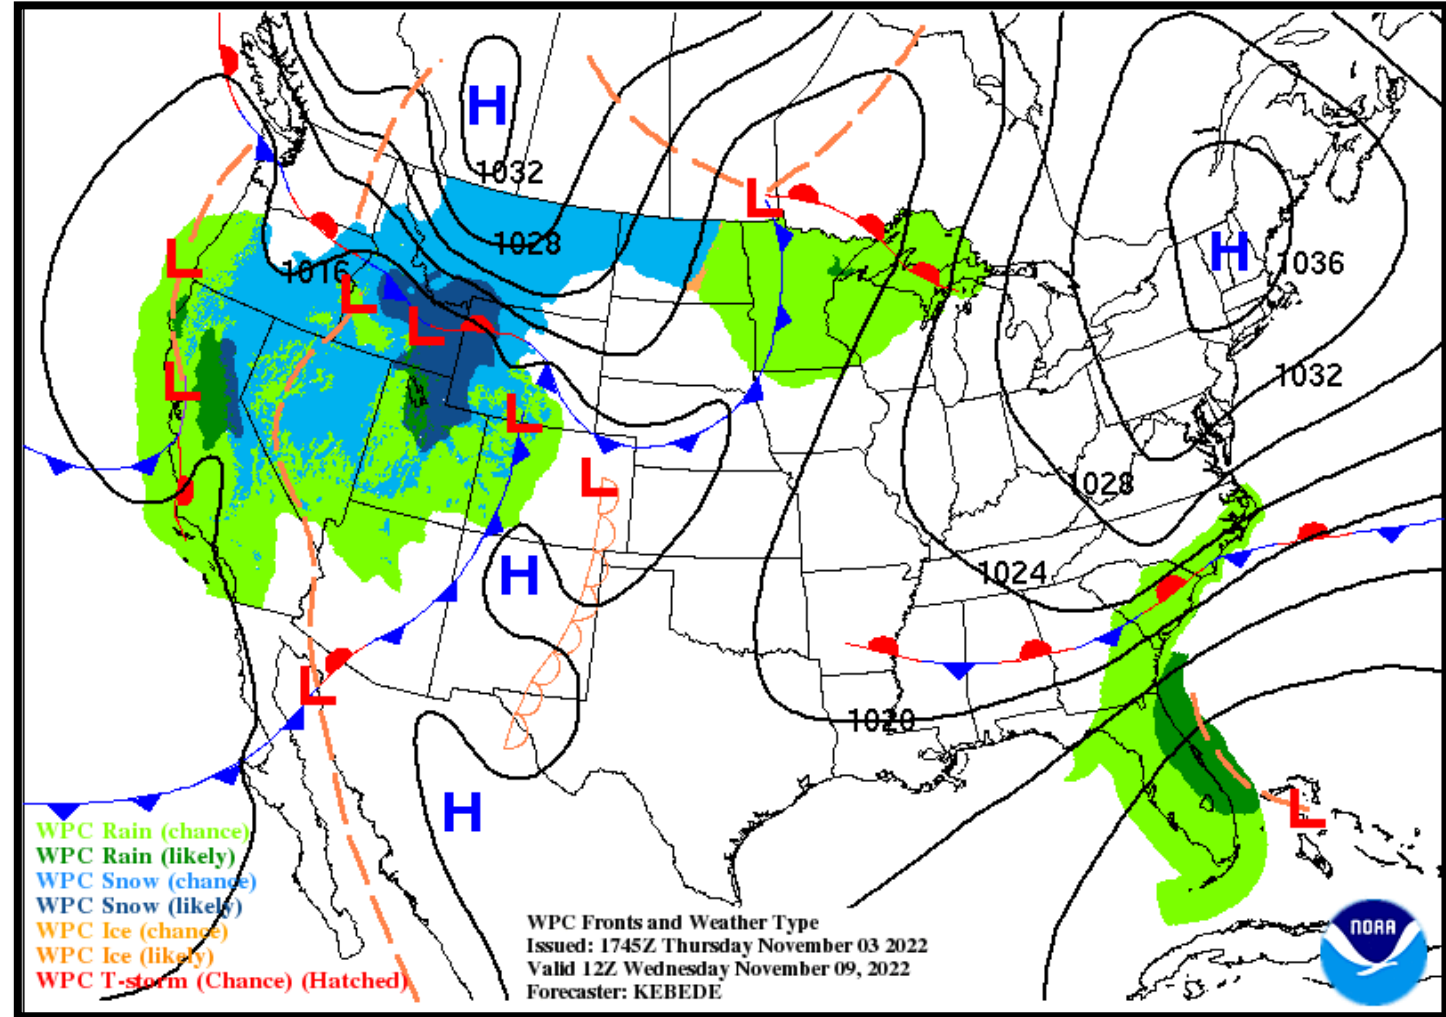 H
1032
L
1028
H
1036
L
1016
L
L
1032
L
L
L
1028
H
1024
L
1020
H
L
WPC Rain (chance)
WPC Rain (likely)
WPC Snow (chance)
WPC Snow (likely)
WPC Ice (chance)
WPC Ice (likely)
WPC T-storm (Chance) (Hatched)
WPC Fronts and Weather Type
Issued: 1745Z Thursday November 03 2022
Valid 12Z Wednesday November 09, 2022
Forecaster: KEBEDE
NOAA